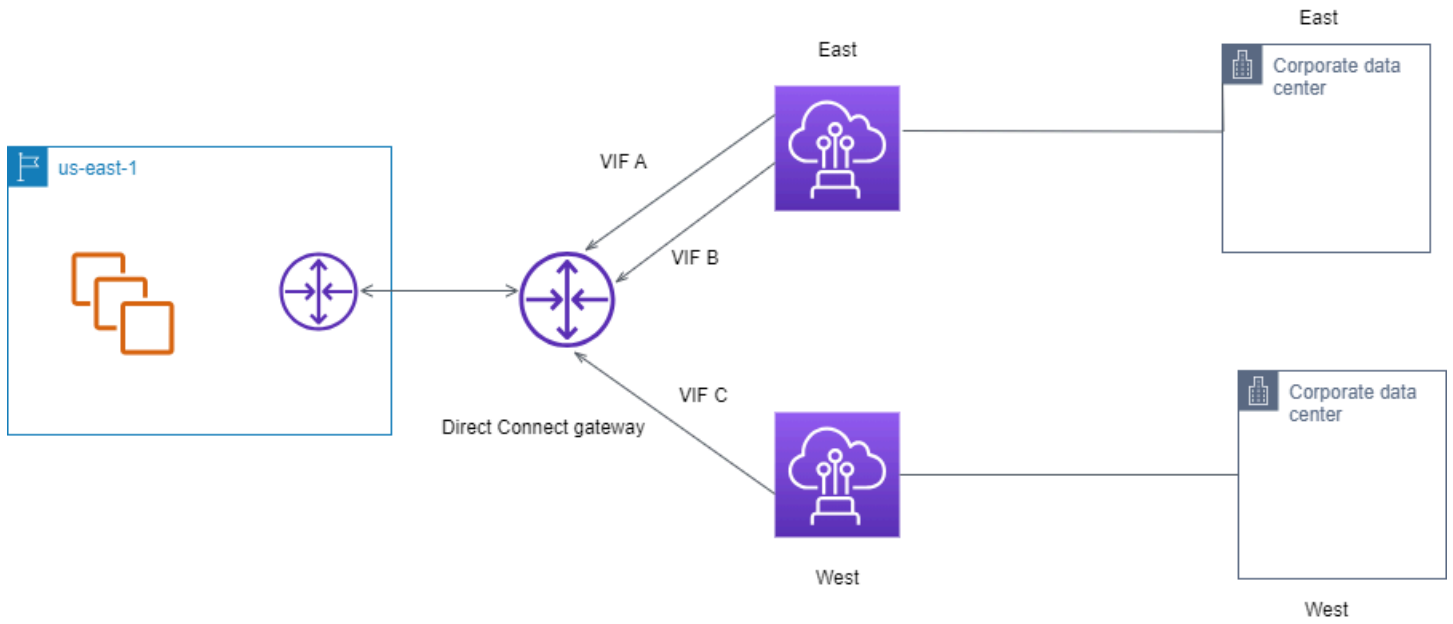 East
East
Corporate data
center
us-east-1
VIF A
VIF B
VIF C
Direct Connect gateway
Corporate data
center
West
West